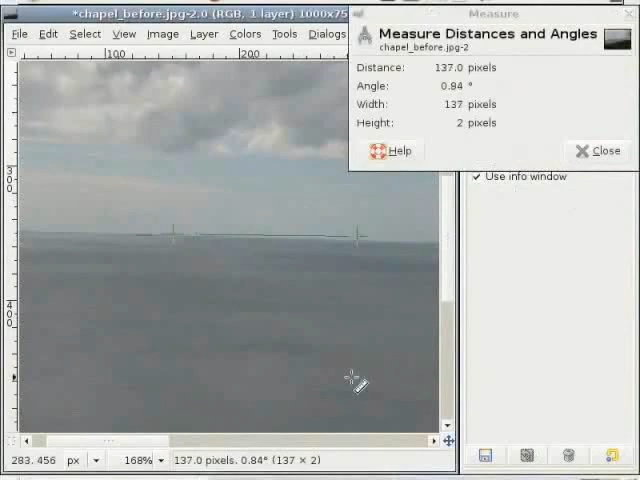 *chapel_before.jpg-2.0 (RGB, 1 layer) 1000x75
File Edit Select View Image Layer Colors Tools Dialogs
100 200
300
400
Measure
Measure Distances and Angles
chapel_before.jpg-2
Distance: 137.0 pixels
Angle: 0.84 °
Width: 137 pixels
Height: 2 pixels
Help Close
Use info window
283. 456 px 168% 137.0 pixels. 0.84° (137 × 2)